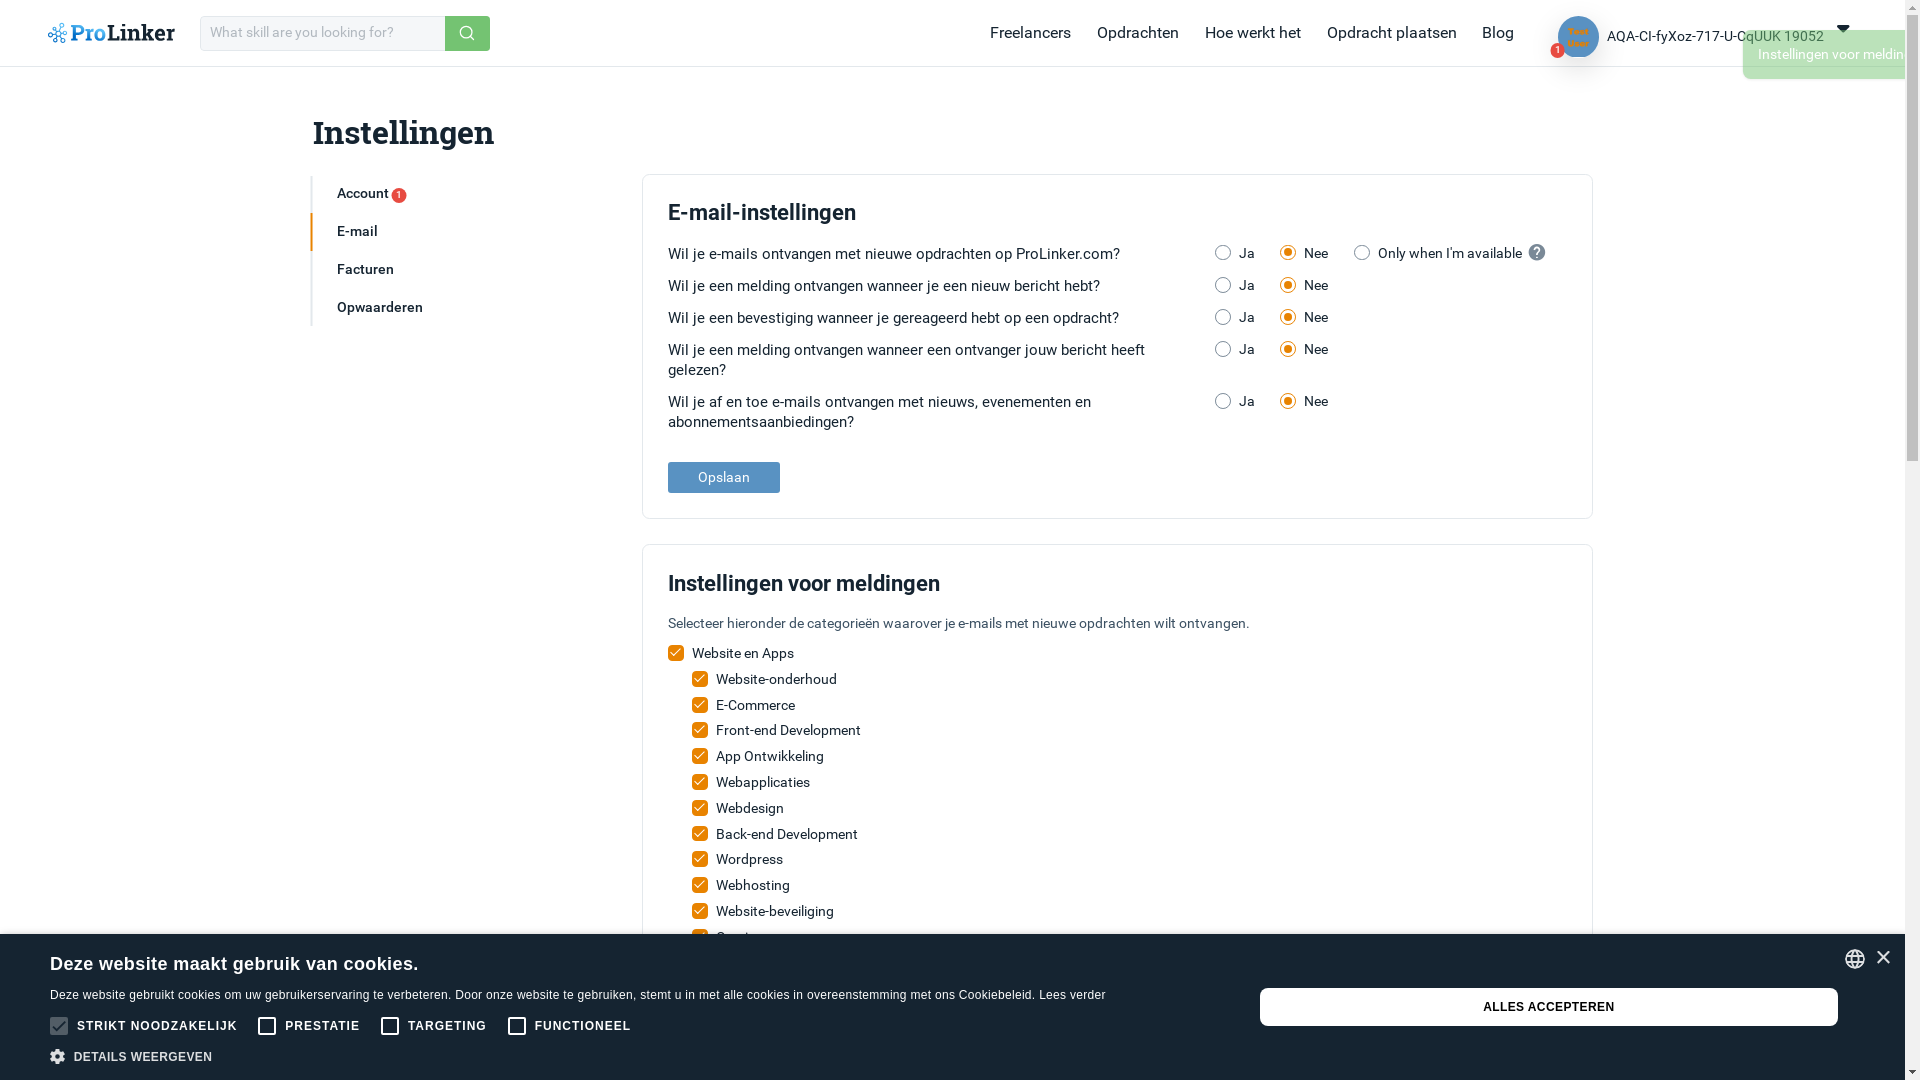 ProLinker
What skill are you looking for?
Freelancers
Opdrachten
Hoe werkt het
Opdracht plaatsen
Blog
Test User
1
AQA-CI-fyXoz-717-U-CqUUK 19052
Instellingen voor
Instellingen
Account 1
E-mail
Facturen
Opwaarderen
E-mail-instellingen
Wil je e-mails ontvangen met nieuwe opdrachten op ProLinker.com? Ja Nee Only when I'm available ?
Wil je een melding ontvangen wanneer je een nieuw bericht hebt? Ja Nee
Wil je een bevestiging wanneer je gereageerd hebt op een opdracht? Ja Nee
Wil je een melding ontvangen wanneer een ontvanger jouw bericht heeft Ja Nee
gelezen?
Wil je af en toe e-mails ontvangen met nieuws, evenementen en Ja Nee
abonnementsaanbiedingen?
Opslaan
Instellingen voor meldingen
Selecteer hieronder de categorieën waarover je e-mails met nieuwe opdrachten wilt ontvangen.
Website en Apps
Website-onderhoud
E-Commerce
Front-end Development
App Ontwikkeling
Webapplicaties
Webdesign
Back-end Development
Wordpress
Webhosting
Website-beveiliging
Deze website maakt gebruik van cookies.
Deze website gebruikt cookies om uw gebruikerservaring te verbeteren. Door onze website te gebruiken, stemt u in met alle cookies in overeenstemming met ons Cookiebeleid. Lees verder
STRIKT NOODZAKELIJK
PRESTATIE
TARGETING
FUNCTIONEEL
DETAILS WEERGEVEN
ALLES ACCEPTEREN
×